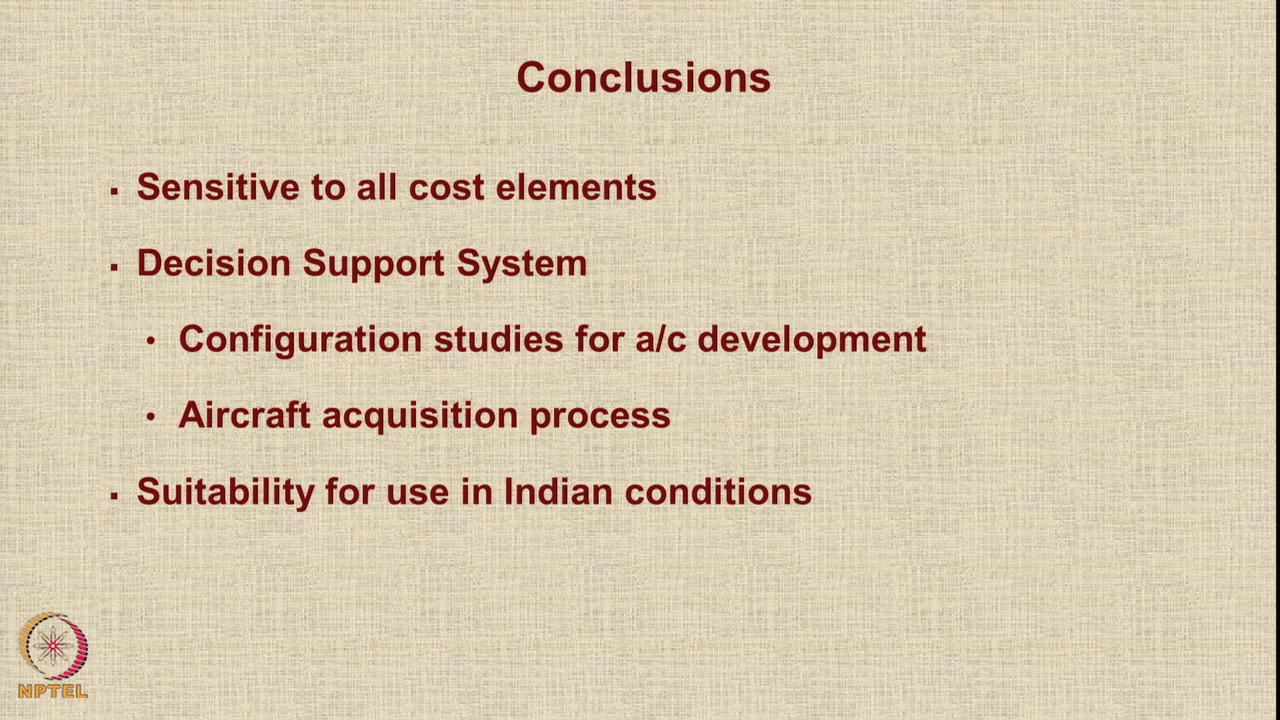 Conclusions
▪ Sensitive to all cost elements
▪ Decision Support System
• Configuration studies for a/c development
• Aircraft acquisition process
▪ Suitability for use in Indian conditions
NPTEL